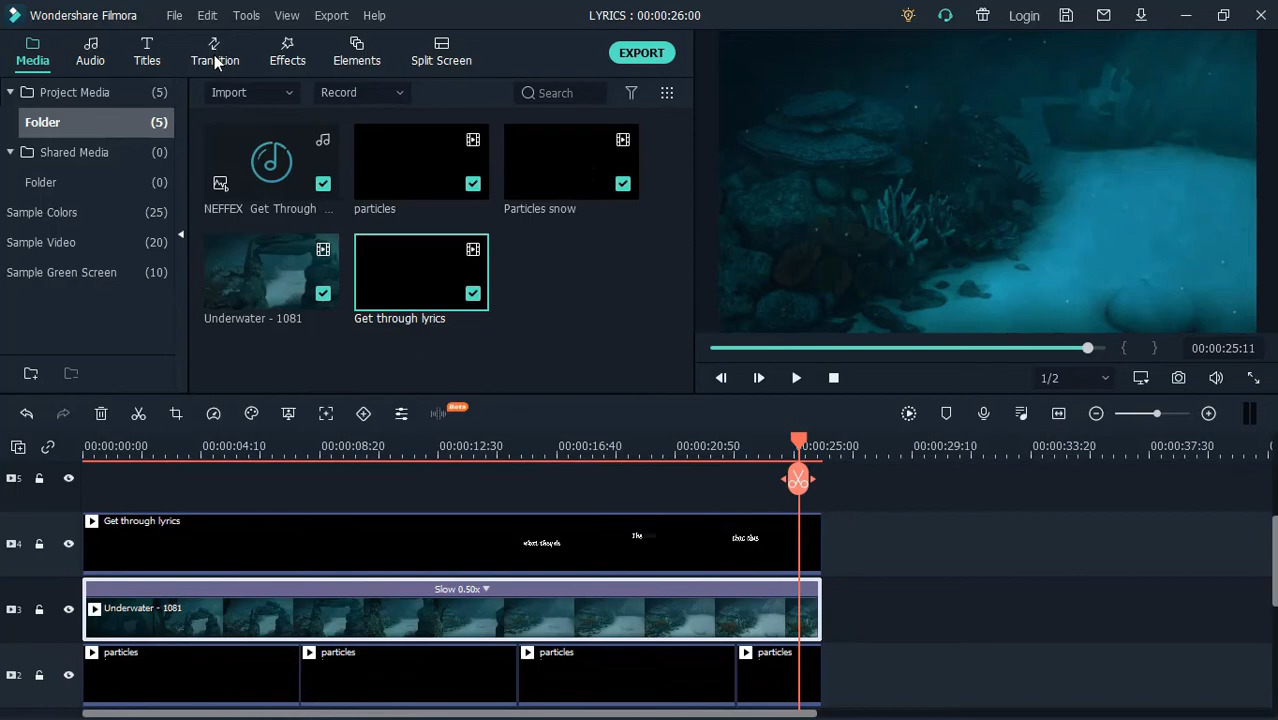 Wondershare Filmora File Edit Tools View Export Help LYRICS : 00:00:26:00 Login
Media Audio Titles Transition Effects Elements Split Screen EXPORT
Project Media (5) Import Record Search
Folder (5)
Shared Media (0)
Folder (0)
NEFFEX Get Through ... particles Particles snow
Sample Colors (25)
Sample Video (20)
Sample Green Screen (10)
Underwater - 1081 Get through lyrics
00:00:25:11
1/2
Beta
00:00:00:00 00:00:04:10 00:00:08:20 00:00:12:30 00:00:16:40 00:00:20:50 00:00:25:00 00:00:29:10 00:00:33:20 00:00:37:30
5
Get through lyrics
4
Slow 0.50x
3 Underwater - 1081
particles particles particles particles
2